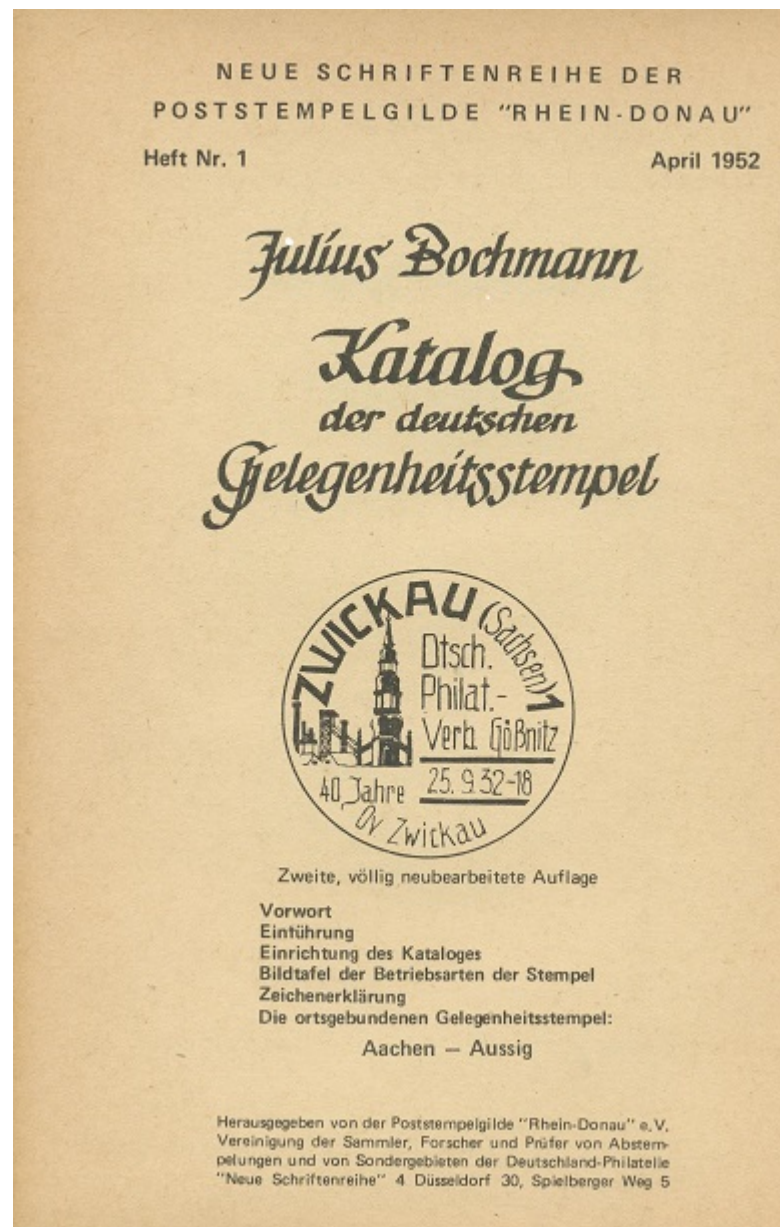 NEUE SCHRIFTENREIHE DER
POSTSTEMPELGILDE "RHEIN-DONAU"
Heft Nr. 1 April 1952
Julius Bochmann
Katalog
der deutschen
Gelegenheitsstempel
ZWICKAU (Sachsen) 1
Dtsch.
Philat.-
Verb. Gößnitz
40 Jahre 25. 9. 32-18
Ov Zwickau
Zweite, völlig neubearbeitete Auflage
Vorwort
Einführung
Einrichtung des Kataloges
Bildtafel der Betriebsarten der Stempel
Zeichenerklärung
Die ortsgebundenen Gelegenheitsstempel:
Aachen — Aussig
Herausgegeben von der Poststempelgilde "Rhein-Donau" e.V.
Vereinigung der Sammler, Forscher und Prüfer von Abstem-
pelungen und von Sondergebieten der Deutschland-Philatelie
"Neue Schriftenreihe" 4 Düsseldorf 30, Spielberger Weg 5